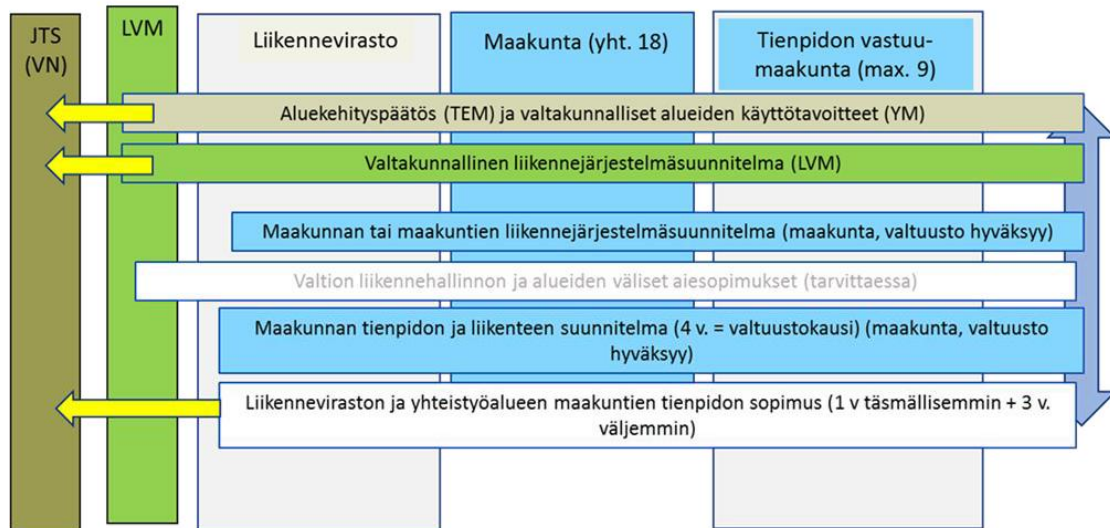 JTS
(VN)
LVM
Liikennevirasto
Maakunta (yht. 18)
Tienpidon vastuu-
maakunta (max. 9)
Aluekehityspäätös (TEM) ja valtakunnalliset alueiden käyttötavoitteet (YM)
Valtakunnallinen liikennejärjestelmäsuunnitelma (LVM)
Maakunnan tai maakuntien liikennejärjestelmäsuunnitelma (maakunta, valtuusto hyväksyy)
Valtion liikennehallinnon ja alueiden väliset aiesopimukset (tarvittaessa)
Maakunnan tienpidon ja liikenteen suunnitelma (4 v. = valtuustokausi) (maakunta, valtuusto
hyväksyy)
Liikenneviraston ja yhteistyöalueen maakuntien tienpidon sopimus (1 v täsmällisemmin + 3 v.
väljemmin)